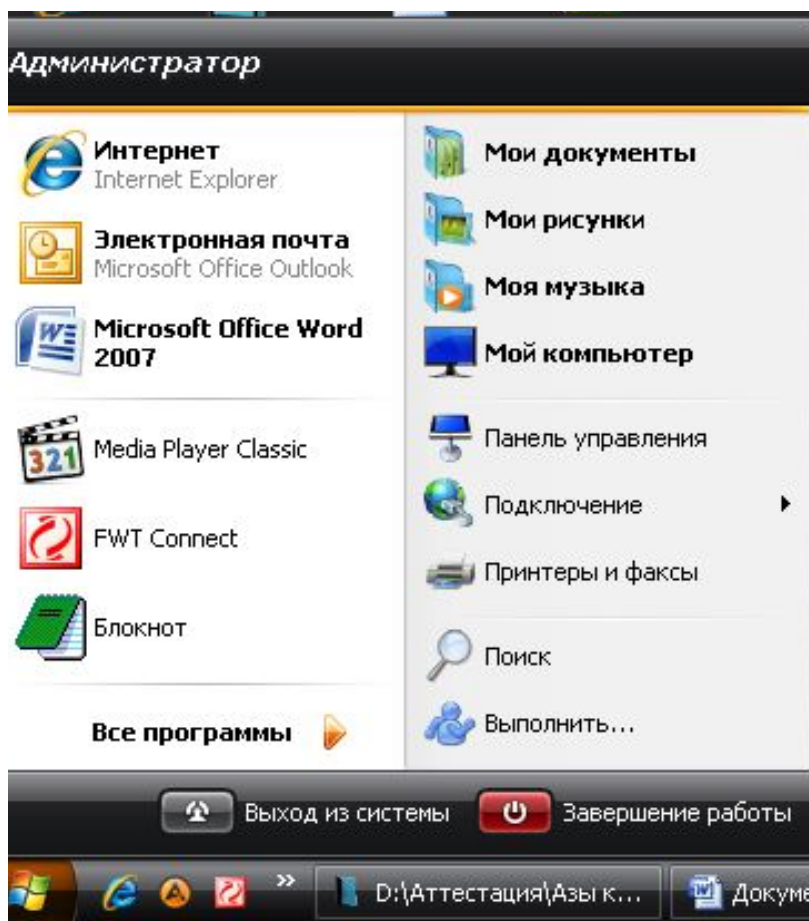 Администратор
Интернет
Internet Explorer
Электронная почта
Microsoft Office Outlook
Microsoft Office Word
2007
Media Player Classic
321
FWT Connect
Блокнот
Все программы
Мои документы
Мои рисунки
Моя музыка
Мой компьютер
Панель управления
Подключение
Принтеры и факсы
Поиск
Выполнить...
Выход из системы
Завершение работы
D:\Аттестация\Азы к...
Докуме